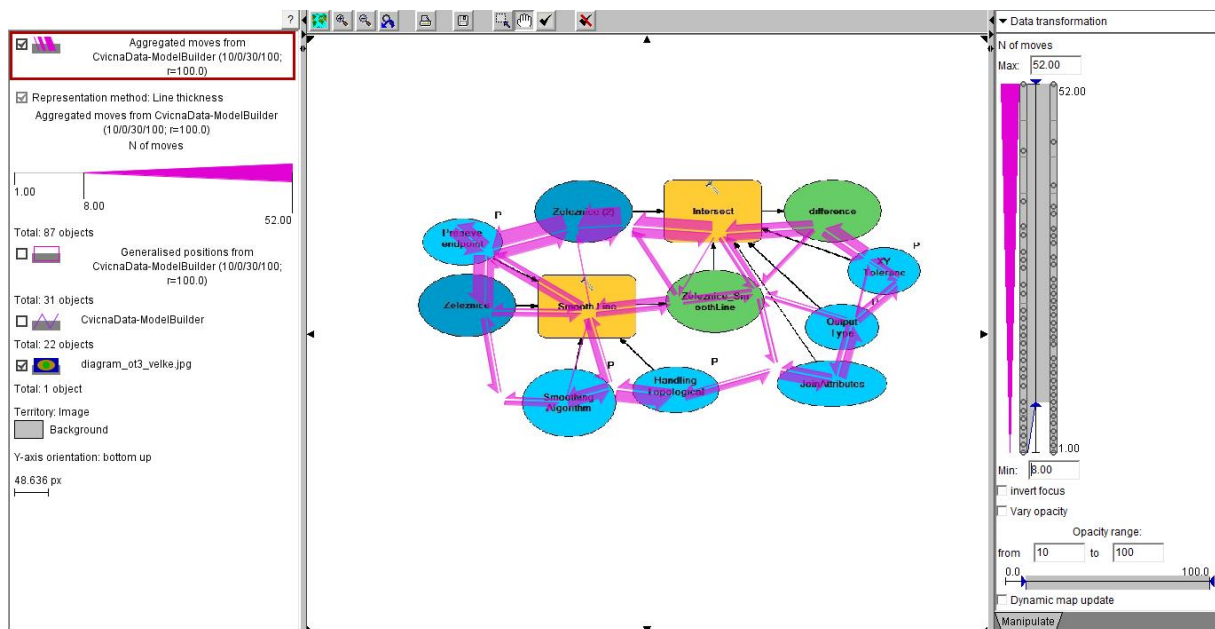 ?
Aggregated moves from
CvicnaData-ModelBuilder (10/0/30/100;
r=100.0)
Representation method: Line thickness
Aggregated moves from CvicnaData-ModelBuilder
(10/0/30/100; r=100.0)
N of moves
1.00
8.00
52.00
Total: 87 objects
Generalised positions from
CvicnaData-ModelBuilder (10/0/30/100;
r=100.0)
Total: 31 objects
CvicnaData-ModelBuilder
Total: 22 objects
diagram_ot3_velke.jpg
Total: 1 object
Territory: Image
Background
Y-axis orientation: bottom up
48.636 px
P
Zeleznice (2)
Intersect
difference
Preseve
endpoint
P
XY
Toleranc
Zeleznice
Smooth Line
Zeleznice_Sm
oothLine
Output
Type
P
P
Smoothing
Algorithm
Handling
Topological
JoinAttributes
Data transformation
N of moves
Max: 52.00
52.00
1.00
Min: 8.00
invert focus
Vary opacity
Opacity range:
from 10 to 100
0.0 100.0
Dynamic map update
Manipulate